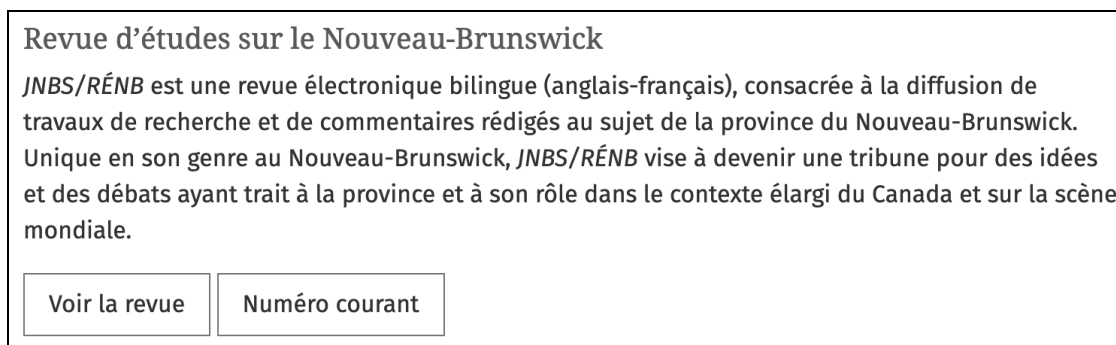 Revue d’études sur le Nouveau-Brunswick
JNBS/RÉNB est une revue électronique bilingue (anglais-français), consacrée à la diffusion de
travaux de recherche et de commentaires rédigés au sujet de la province du Nouveau-Brunswick.
Unique en son genre au Nouveau-Brunswick, JNBS/RÉNB vise à devenir une tribune pour des idées
et des débats ayant trait à la province et à son rôle dans le contexte élargi du Canada et sur la scène
mondiale.
Voir la revue
Numéro courant